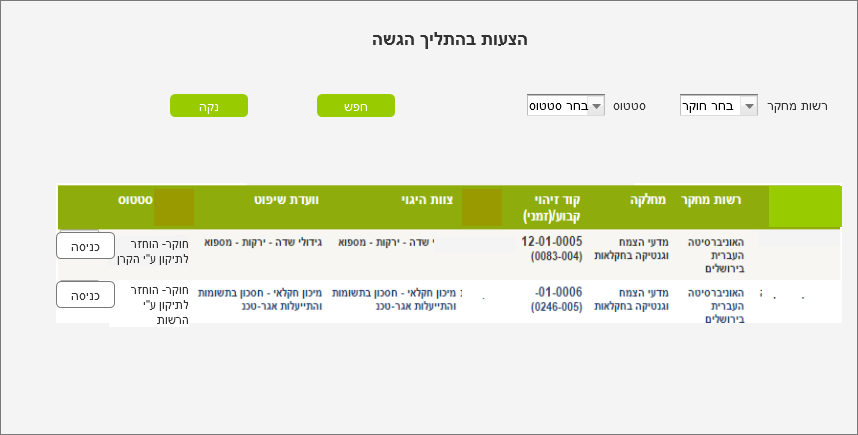 הצעות בהתליך הגשה
רשות מחקר בחר חוקר סטטוס בחר סטטוס חפש נקה
רשות מחקר מחלקה קוד זיהוי קבוע/(זמני) צוות היגוי וועדת שיפוט סטטוס
האוניברסיטה העברית בירושלים
מדעי הצמח וגנטיקה בחקלאות
12-01-0005
(0083-004)
שדה - ירקות - מספוא
גידולי שדה - ירקות - מספוא
חוקר- הוחזר לתיקון ע"י הקרן
כניסה
האוניברסיטה העברית בירושלים
מדעי הצמח וגנטיקה בחקלאות
-01-0006
(0246-005)
מיכון חקלאי - חסכון בתשומות והתייעלות אגר-טכנ
מיכון חקלאי - חסכון בתשומות והתייעלות אגר-טכנ
חוקר- הוחזר לתיקון ע"י הרשות
כניסה